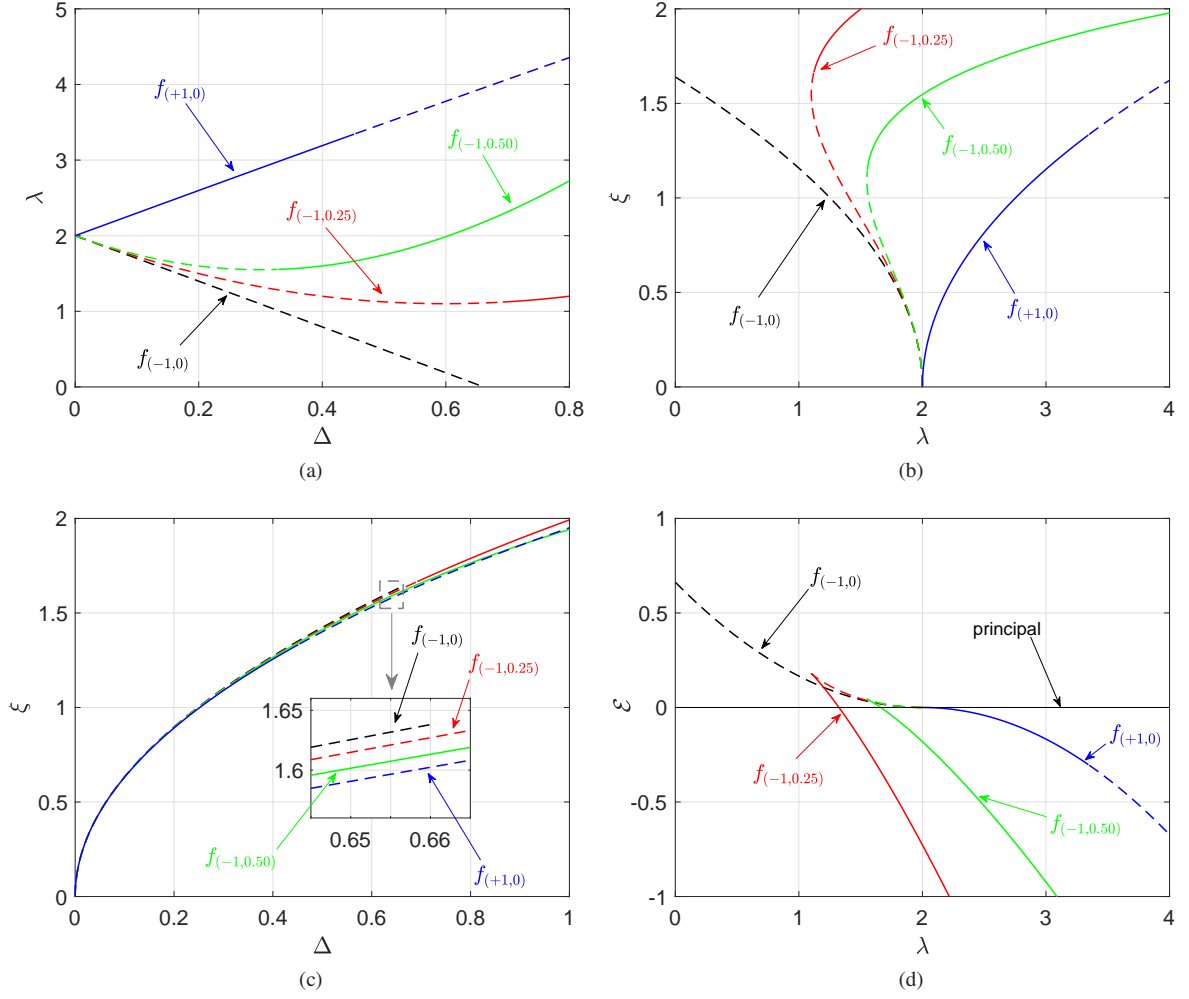 5
4
3
2
1
0
λ
f(+1,0)
f(−1,0.50)
f(−1,0.25)
f(−1,0)
0 0.2 0.4 0.6 0.8
Δ
(a)
2
1.5
1
0.5
0
ξ
f(−1,0.25)
f(−1,0.50)
f(−1,0)
f(+1,0)
0 1 2 3 4
λ
(b)
2
1.5
1
0.5
0
ξ
f(−1,0)
f(−1,0.25)
1.65
1.6
0.65 0.66
f(−1,0.50)
f(+1,0)
0 0.2 0.4 0.6 0.8 1
Δ
(c)
1
0.5
0
-0.5
-1
ℰ
f(−1,0)
principal
f(+1,0)
f(−1,0.25)
f(−1,0.50)
0 1 2 3 4
λ
(d)